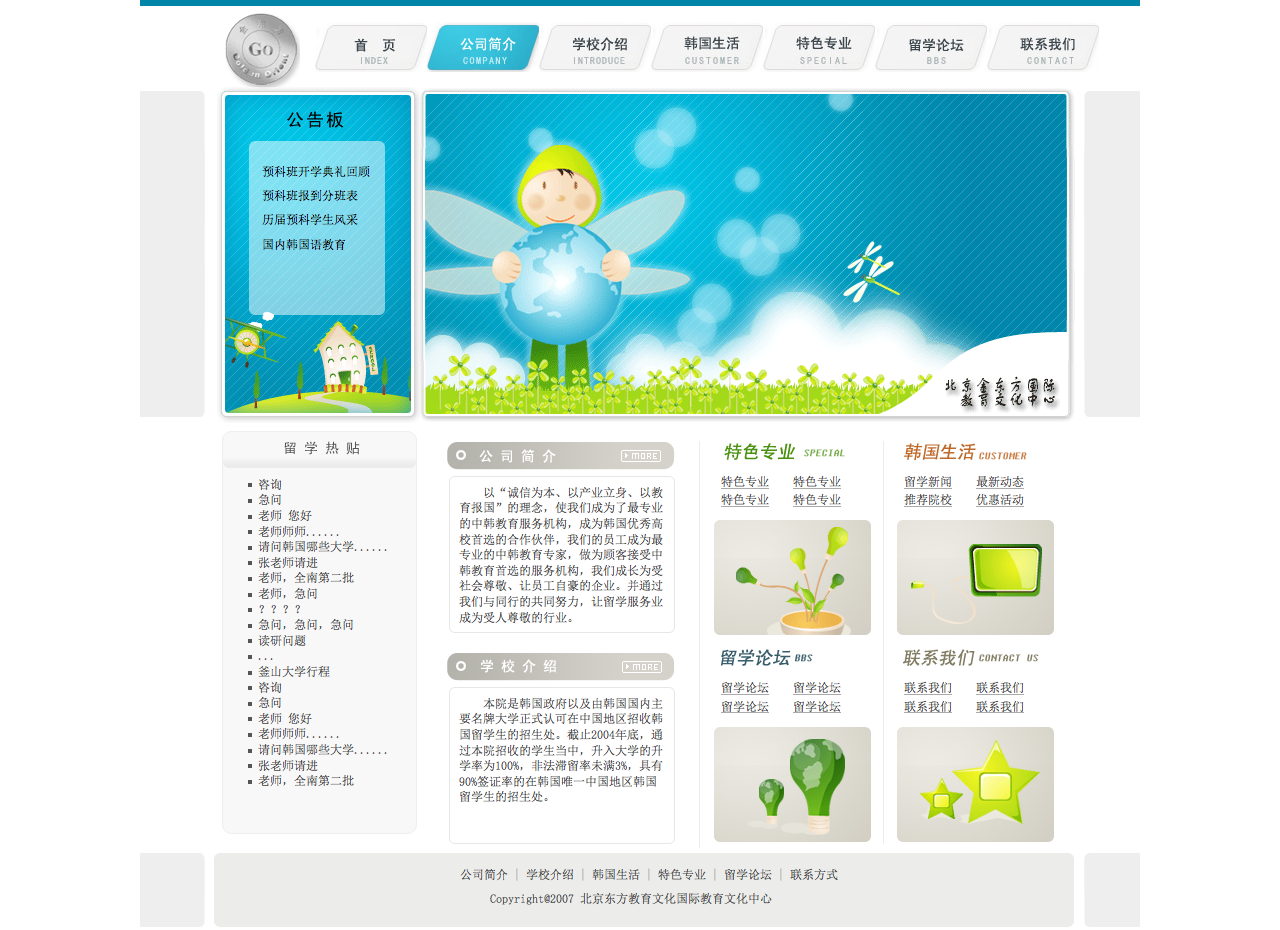 Go
首 页
INDEX
公司简介
COMPANY
学校介绍
INTRODUCE
韩国生活
CUSTOMER
特色专业
SPECIAL
留学论坛
BBS
联系我们
CONTACT
公告板
预科班开学典礼回顾
预科班报到分班表
历届预科学生风采
国内韩国语教育
北京金东方国际
教育文化中心
留学热贴
咨询
急问
老师 您好
老师师师......
请问韩国哪些大学......
张老师请进
老师，全南第二批
老师，急问
？？？？
急问，急问，急问
读研问题
...
釜山大学行程
咨询
急问
老师 您好
老师师师......
请问韩国哪些大学......
张老师请进
老师，全南第二批
公司简介
MORE
以“诚信为本、以产业立身、以教
育报国”的理念，使我们成为了最专业
的中韩教育服务机构，成为韩国优秀高
校首选的合作伙伴，我们的员工成为最
专业的中韩教育专家，做为顾客接受中
韩教育首选的服务机构，我们成长为受
社会尊敬、让员工自豪的企业。并通过
我们与同行的共同努力，让留学服务业
成为受人尊敬的行业。
学校介绍
MORE
本院是韩国政府以及由韩国国内主
要名牌大学正式认可在中国地区招收韩
国留学生的招生处。截止2004年底，通
过本院招收的学生当中，升入大学的升
学率为100%，非法滞留率未满3%，具有
90%签证率的在韩国唯一中国地区韩国
留学生的招生处。
特色专业 SPECIAL
特色专业 特色专业
特色专业 特色专业
韩国生活 CUSTOMER
留学新闻 最新动态
推荐院校 优惠活动
留学论坛 BBS
留学论坛 留学论坛
留学论坛 留学论坛
联系我们 CONTACT US
联系我们 联系我们
联系我们 联系我们
公司简介 | 学校介绍 | 韩国生活 | 特色专业 | 留学论坛 | 联系方式
Copyright@2007 北京东方教育文化国际教育文化中心